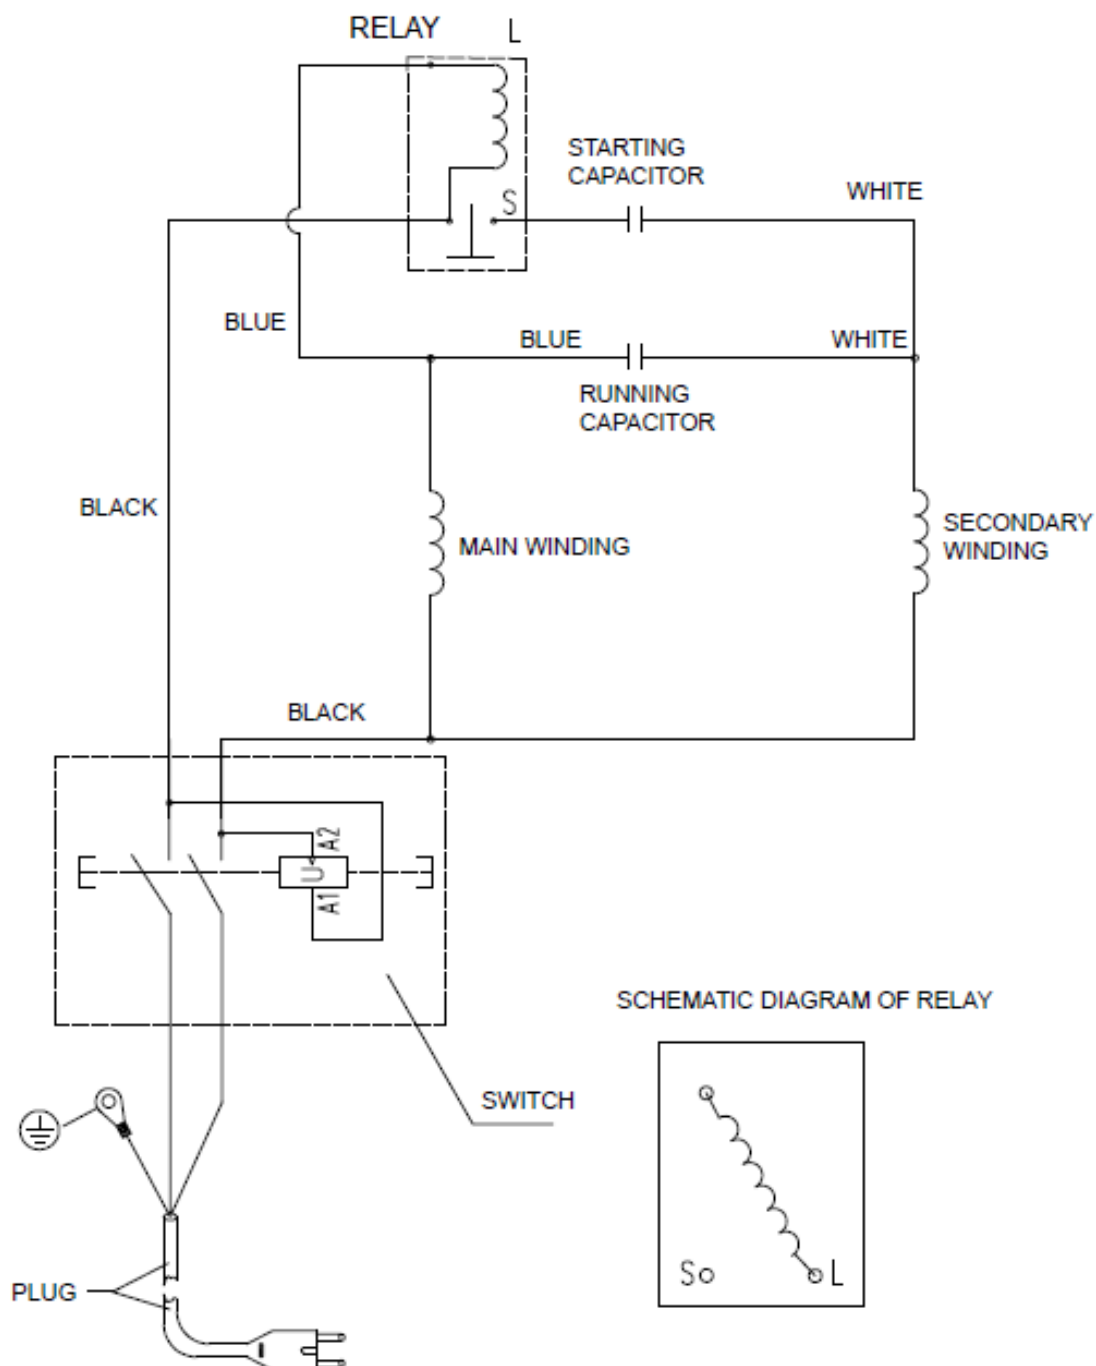 RELAY
L
STARTING
CAPACITOR
WHITE
S
BLUE
BLUE
WHITE
RUNNING
CAPACITOR
BLACK
MAIN WINDING
SECONDARY
WINDING
BLACK
A2
U
A1
SCHEMATIC DIAGRAM OF RELAY
SWITCH
S
L
PLUG